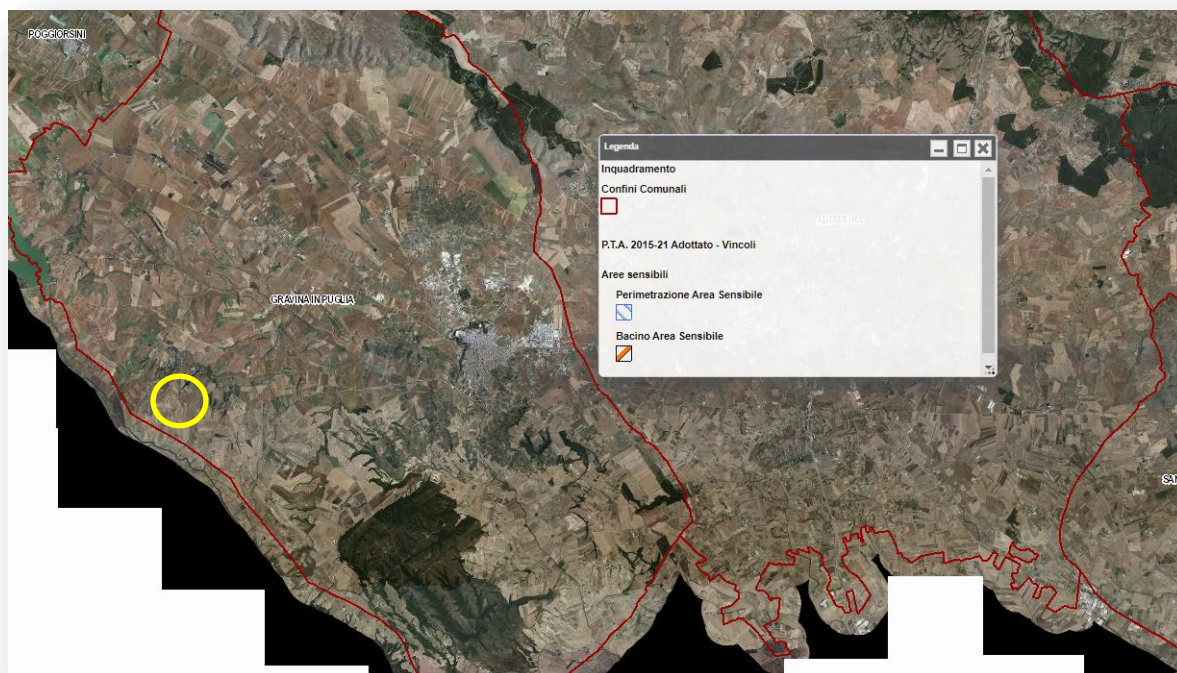 POGGIORSINI
Legenda
Inquadramento
Confini Comunali
ALTAMURA
P.T.A. 2015-21 Adottato - Vincoli
Aree sensibili
Perimetrazione Area Sensibile
GRAVINA IN PUGLIA
Bacino Area Sensibile
SAN